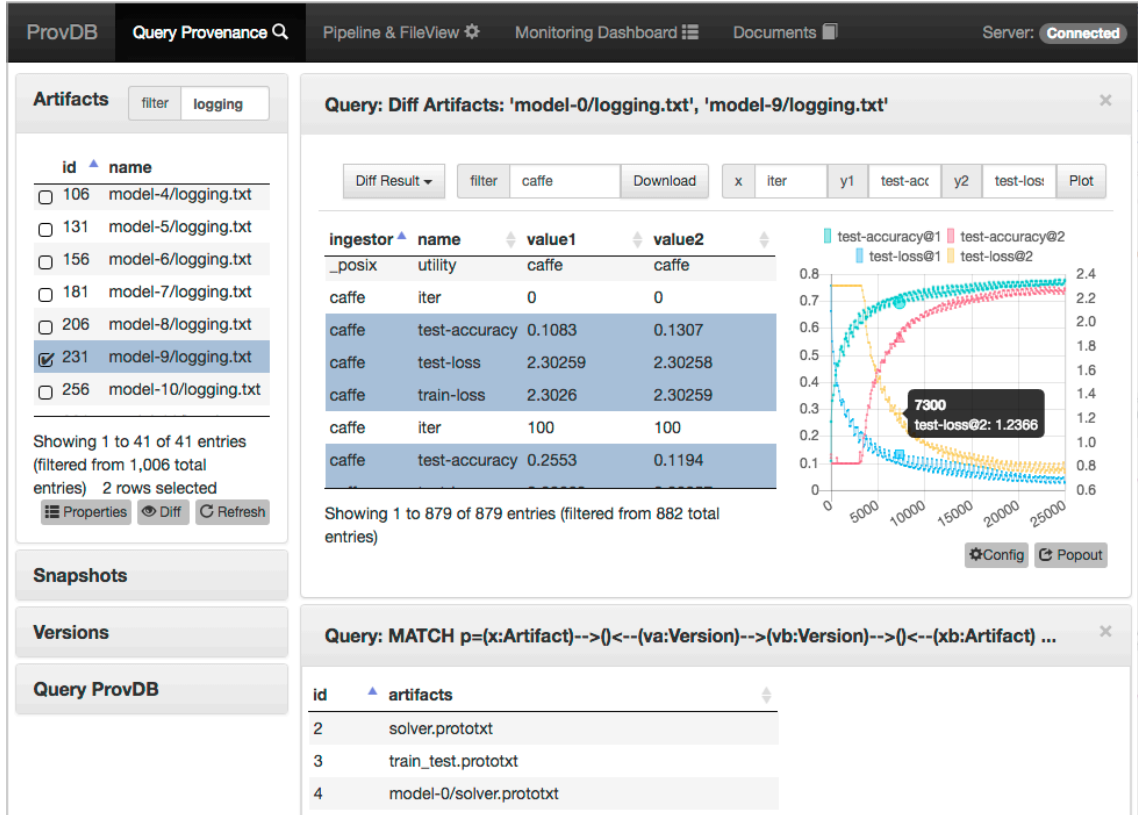 ProvDB Query Provenance Pipeline & FileView Monitoring Dashboard Documents Server: Connected
Artifacts filter logging
id name
106 model-4/logging.txt
131 model-5/logging.txt
156 model-6/logging.txt
181 model-7/logging.txt
206 model-8/logging.txt
231 model-9/logging.txt
256 model-10/logging.txt
Showing 1 to 41 of 41 entries
(filtered from 1,006 total
entries) 2 rows selected
Properties Diff Refresh
Snapshots
Versions
Query ProvDB
Query: Diff Artifacts: 'model-0/logging.txt', 'model-9/logging.txt' ×
Diff Result filter caffe Download x iter y1 test-acc y2 test-los Plot
ingestor name value1 value2
_posix utility caffe caffe
caffe iter 0 0
caffe test-accuracy 0.1083 0.1307
caffe test-loss 2.30259 2.30258
caffe train-loss 2.3026 2.30259
caffe iter 100 100
caffe test-accuracy 0.2553 0.1194
Showing 1 to 879 of 879 entries (filtered from 882 total
entries)
test-accuracy@1 test-accuracy@2
test-loss@1 test-loss@2
0.8 2.4
0.7 2.2
0.6 2.0
0.5 1.8
0.4 1.6
0.3 1.4
0.2 1.2
0.1 1.0
0 0.8
0.6
7300
test-loss@2: 1.2366
0 5000 10000 15000 20000 25000
Config Popout
Query: MATCH p=(x:Artifact)-->()<--(va:Version)-->(vb:Version)-->()<--(xb:Artifact) ... ×
id artifacts
2 solver.prototxt
3 train_test.prototxt
4 model-0/solver.prototxt